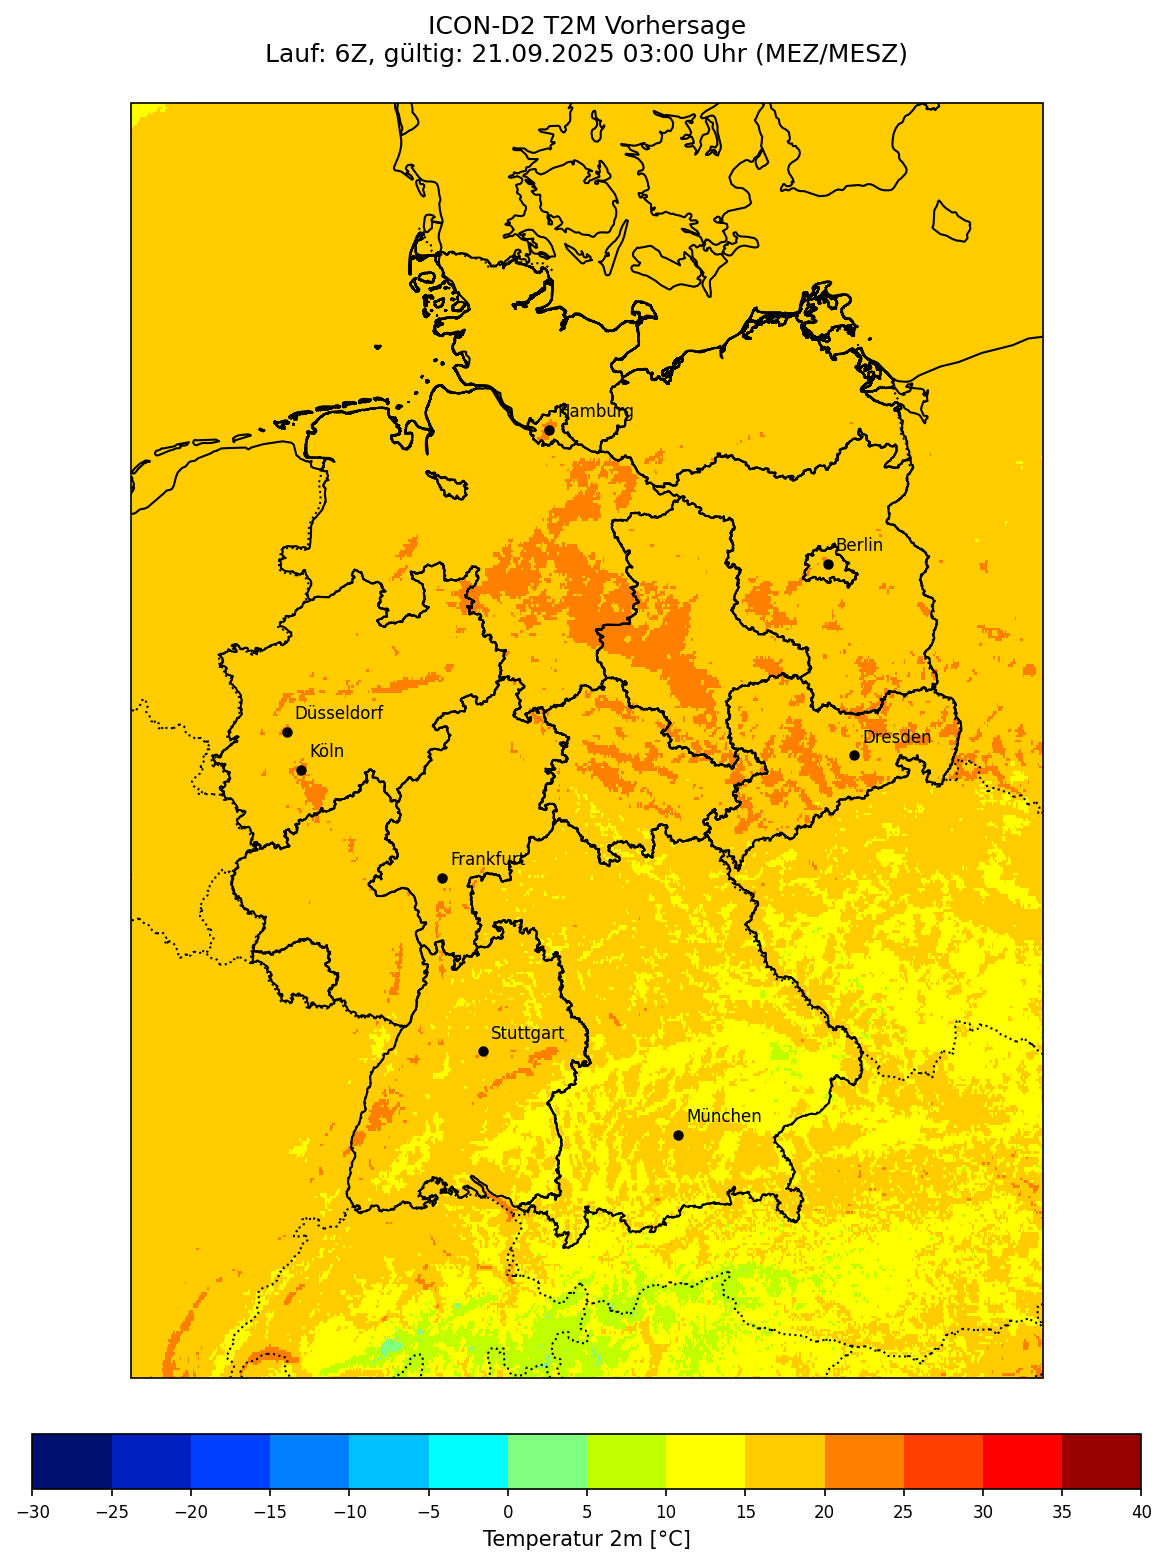 ICON-D2 T2M Vorhersage
Lauf: 6Z, gültig: 21.09.2025 03:00 Uhr (MEZ/MESZ)
Hamburg
Berlin
Düsseldorf
Dresden
Köln
Frankfurt
Stuttgart
München
−30 −25 −20 −15 −10 −5 0 5 10 15 20 25 30 35 40
Temperatur 2m [°C]